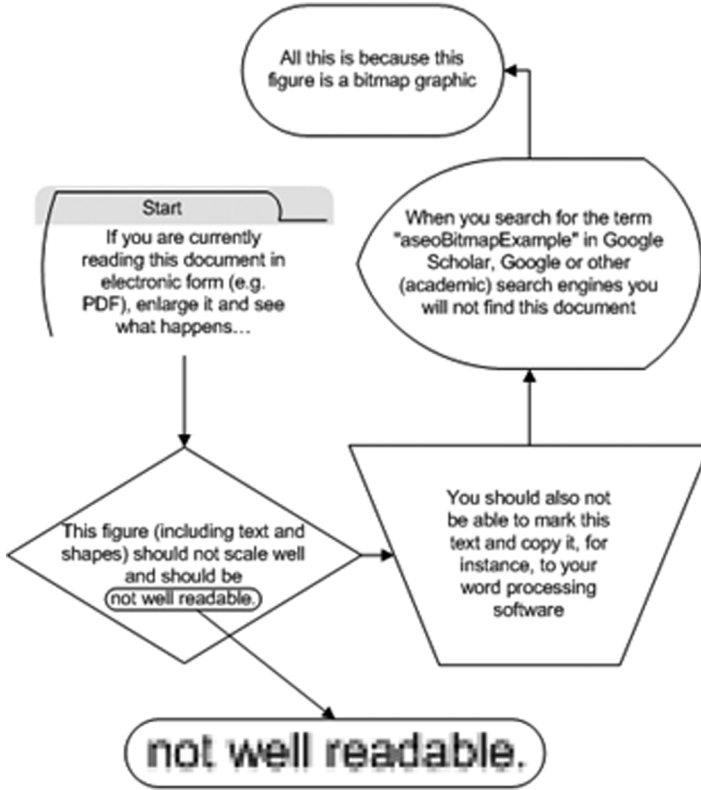 Start
If you are currently
reading this document in
electronic form (e.g.
PDF), enlarge it and see
what happens…
This figure (including text and
shapes) should not scale well
and should be
not well readable.
not well readable.
You should also not
be able to mark this
text and copy it, for
instance, to your
word processing
software
When you search for the term
"aseoBitmapExample" in Google
Scholar, Google or other
(academic) search engines you
will not find this document
All this is because this
figure is a bitmap graphic